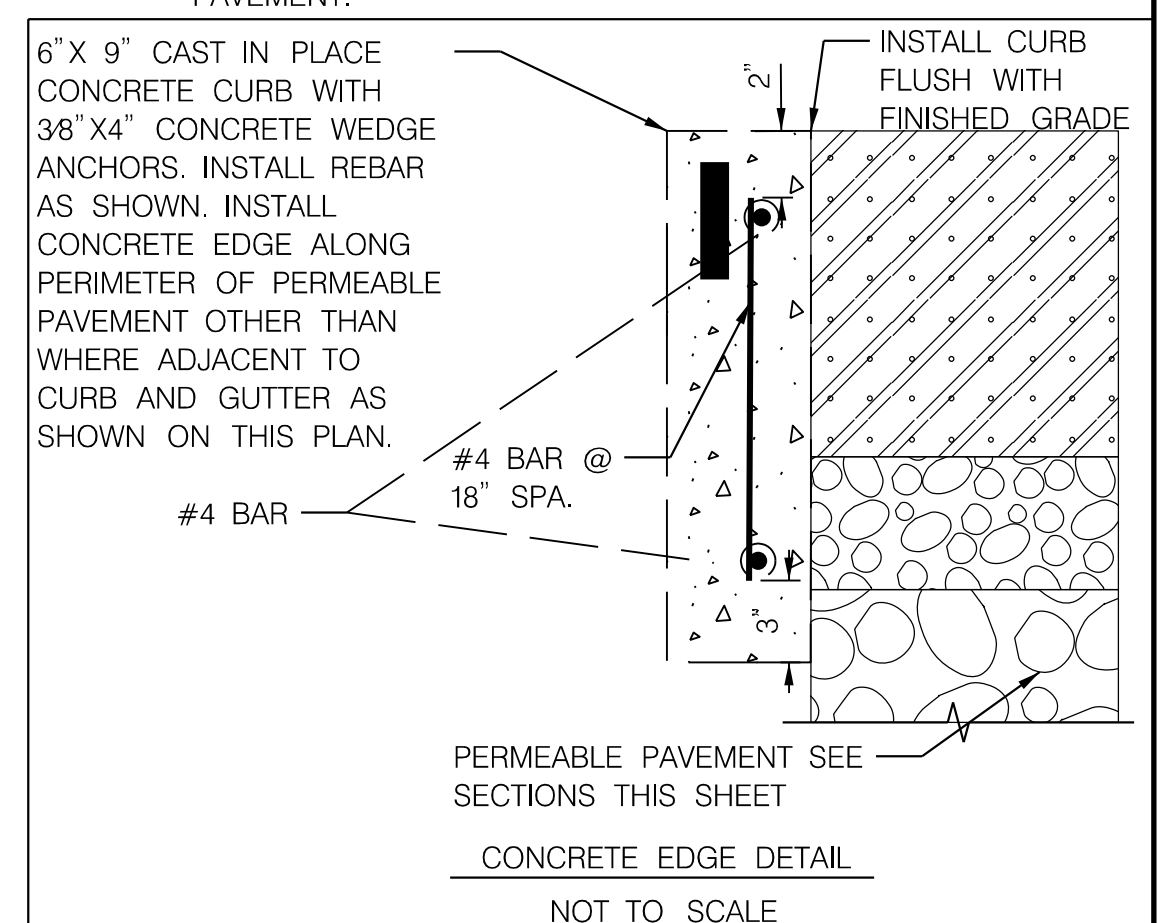 PAVEMENT.
6"X 9" CAST IN PLACE
CONCRETE CURB WITH
3/8"X4" CONCRETE WEDGE
ANCHORS. INSTALL REBAR
AS SHOWN. INSTALL
CONCRETE EDGE ALONG
PERIMETER OF PERMEABLE
PAVEMENT OTHER THAN
WHERE ADJACENT TO
CURB AND GUTTER AS
SHOWN ON THIS PLAN.
2"
INSTALL CURB
FLUSH WITH
FINISHED GRADE
#4 BAR @
18" SPA.
#4 BAR
3"
PERMEABLE PAVEMENT SEE
SECTIONS THIS SHEET
CONCRETE EDGE DETAIL
NOT TO SCALE